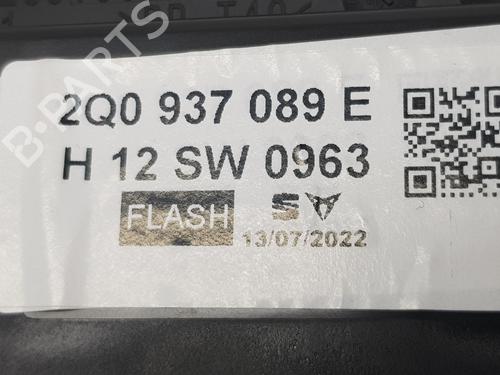 2Q0 937 089 E
H 12 SW 0963
FLASH
13/07/2022
B-PARTS